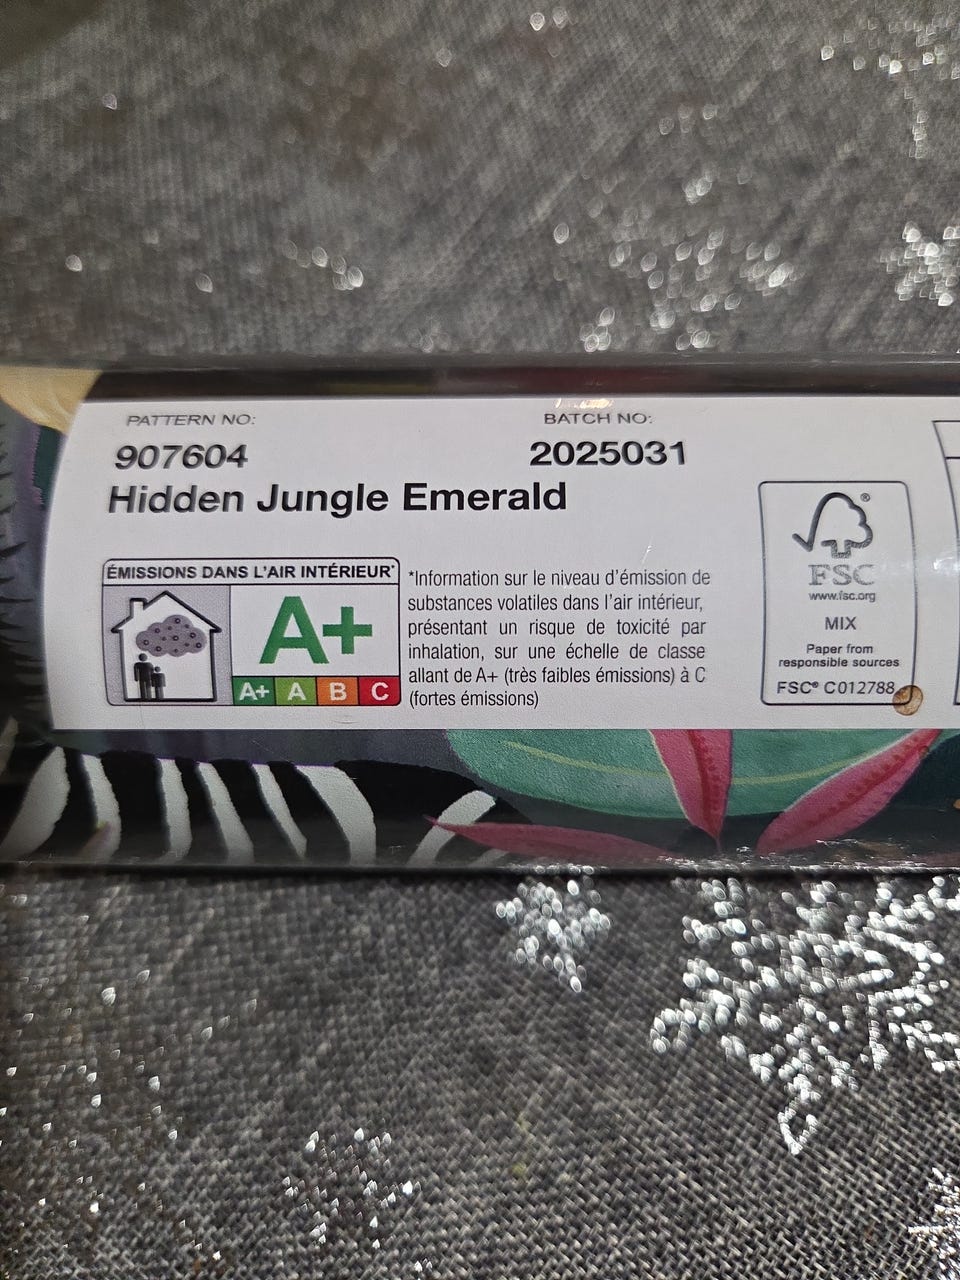 PATTERN NO:
907604
Hidden Jungle Emerald
BATCH NO:
2025031
ÉMISSIONS DANS L'AIR INTÉRIEUR*
A+
A+ A B C
*Information sur le niveau d'émission de
substances volatiles dans l'air intérieur,
présentant un risque de toxicité par
inhalation, sur une échelle de classe
allant de A+ (très faibles émissions) à C
(fortes émissions)
®
FSC
www.fsc.org
MIX
Paper from
responsible sources
FSC® C012788